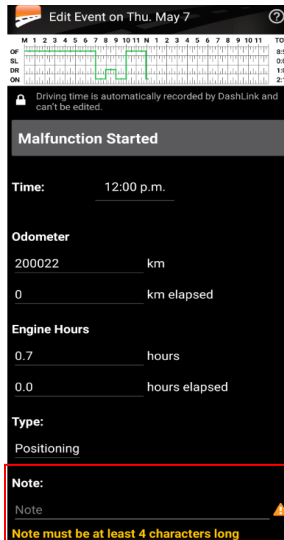 Edit Event on Thu. May 7
M 1 2 3 4 5 6 7 8 9 10 11 N 1 2 3 4 5 6 7 8 9 10 11 TO
OF
SL
DR
ON
Driving time is automatically recorded by DashLink and
can't be edited.
Malfunction Started
Time: 12:00 p.m.
Odometer
200022 km
0 km elapsed
Engine Hours
0.7 hours
0.0 hours elapsed
Type:
Positioning
Note:
Note
Note must be at least 4 characters long